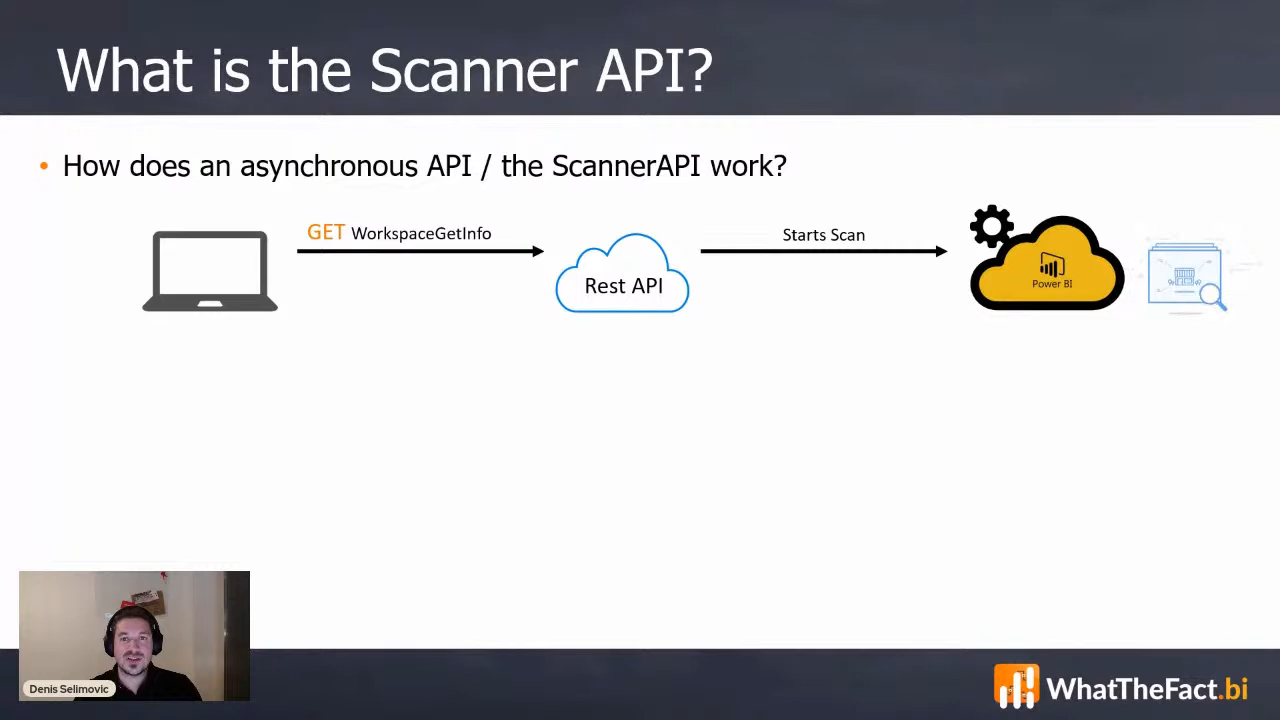 What is the Scanner API?
• How does an asynchronous API / the ScannerAPI work?
GET WorkspaceGetInfo
Starts Scan
Rest API
Power BI
Denis Selimovic
WhatTheFact.bi